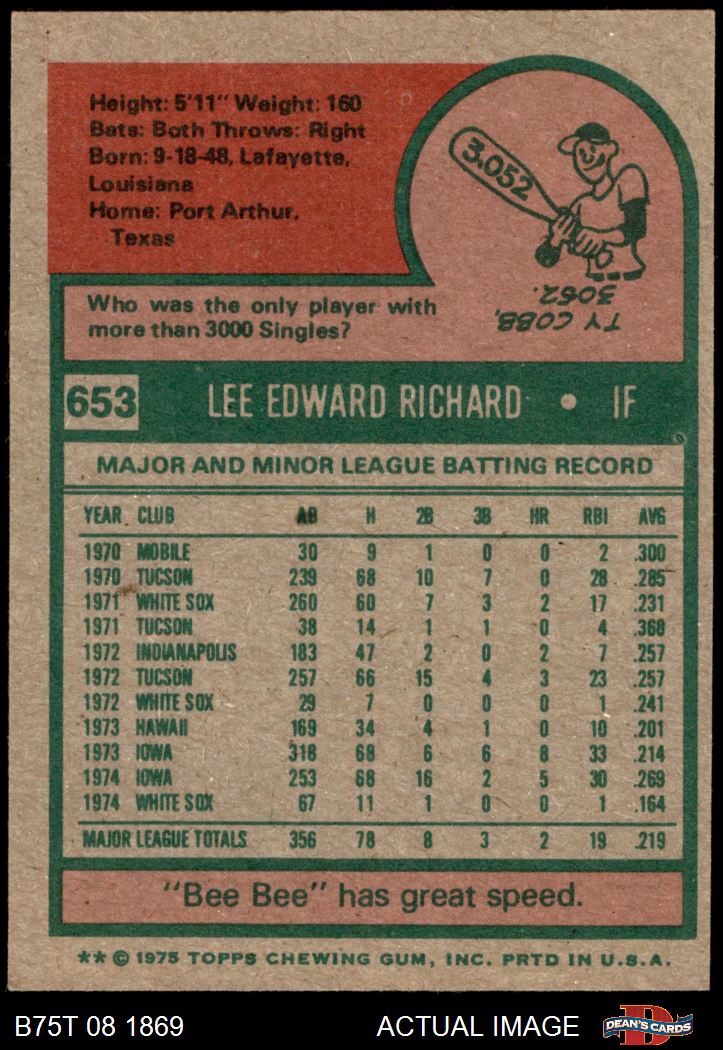 Height: 5'11" Weight: 160
Bats: Both Throws: Right
Born: 9-18-48, Lafayette,
Louisiana
Home: Port Arthur,
Texas
3.052
TY COBB,
3052.
Who was the only player with
more than 3000 Singles?
653 LEE EDWARD RICHARD • IF
MAJOR AND MINOR LEAGUE BATTING RECORD
YEAR CLUB AB H 2B 3B HR RBI AVG
1970 MOBILE 30 9 1 0 0 2 .300
1970 TUCSON 239 68 10 7 0 28 .285
1971 WHITE SOX 260 60 7 3 2 17 .231
1971 TUCSON 38 14 1 1 0 4 .368
1972 INDIANAPOLIS 183 47 2 0 2 7 .257
1972 TUCSON 257 66 15 4 3 23 .257
1972 WHITE SOX 29 7 0 0 0 1 .241
1973 HAWAII 169 34 4 1 0 10 .201
1973 IOWA 318 68 6 6 8 33 .214
1974 IOWA 253 68 16 2 5 30 .269
1974 WHITE SOX 67 11 1 0 0 1 .164
MAJOR LEAGUE TOTALS 356 78 8 3 2 19 .219
"Bee Bee" has great speed.
** © 1975 TOPPS CHEWING GUM, INC. PRTD IN U.S.A.
B75T 08 1869 ACTUAL IMAGE D DEAN'S CARDS